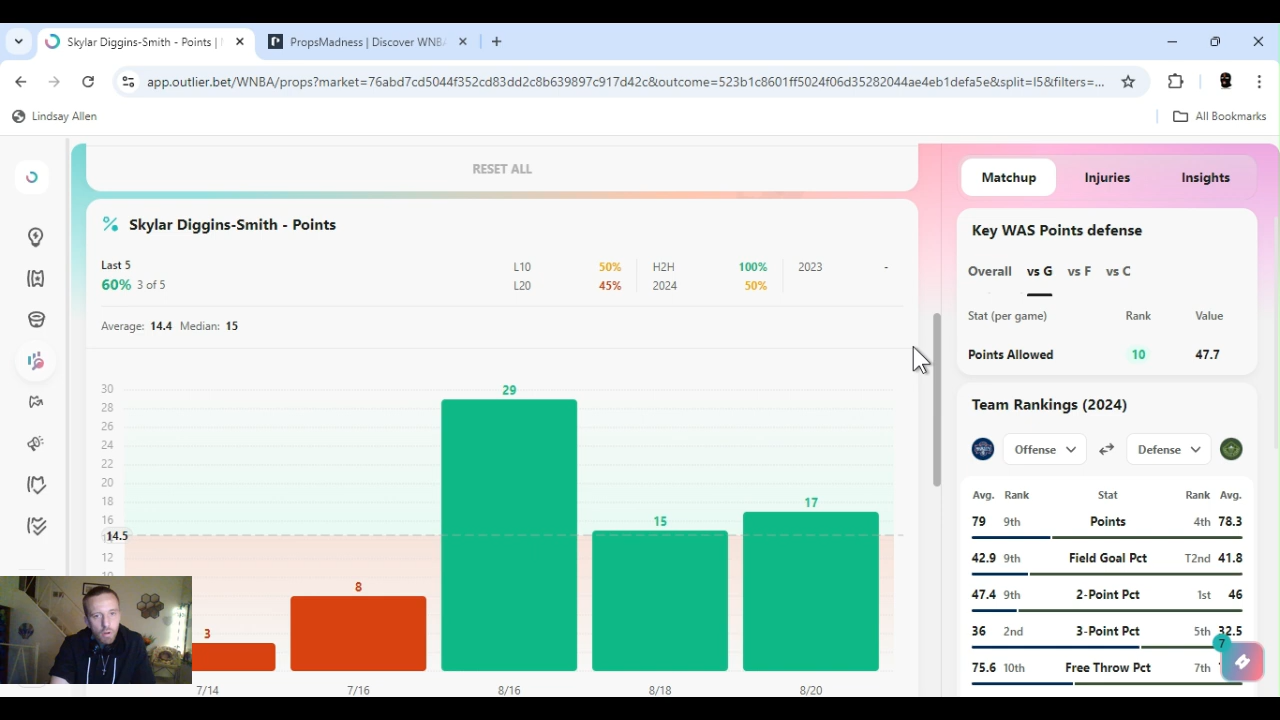 Skylar Diggins-Smith - Points |
PropsMadness | Discover WNB
app.outlier.bet/WNBA/props?market=76abd7cd5044f352cd83dd2c8b639897c917d42c&outcome=523b1c8601ff5024f06d35282044ae4eb1defa5e&split=l5&filters=...
Lindsay Allen
All Bookmarks
RESET ALL
Matchup Injuries Insights
Skylar Diggins-Smith - Points
Last 5
60% 3 of 5
L10 50% H2H 100% 2023 -
L20 45% 2024 50%
Average: 14.4 Median: 15
30
28
26
24
22
20
18
16
14.5
12
10
3
8
29
15
17
7/14 7/16 8/16 8/18 8/20
Key WAS Points defense
Overall vs G vs F vs C
Stat (per game) Rank Value
Points Allowed 10 47.7
Team Rankings (2024)
Offense Defense
Avg. Rank Stat Rank Avg.
79 9th Points 4th 78.3
42.9 9th Field Goal Pct T2nd 41.8
47.4 9th 2-Point Pct 1st 46
36 2nd 3-Point Pct 5th 32.5
75.6 10th Free Throw Pct 7th
7